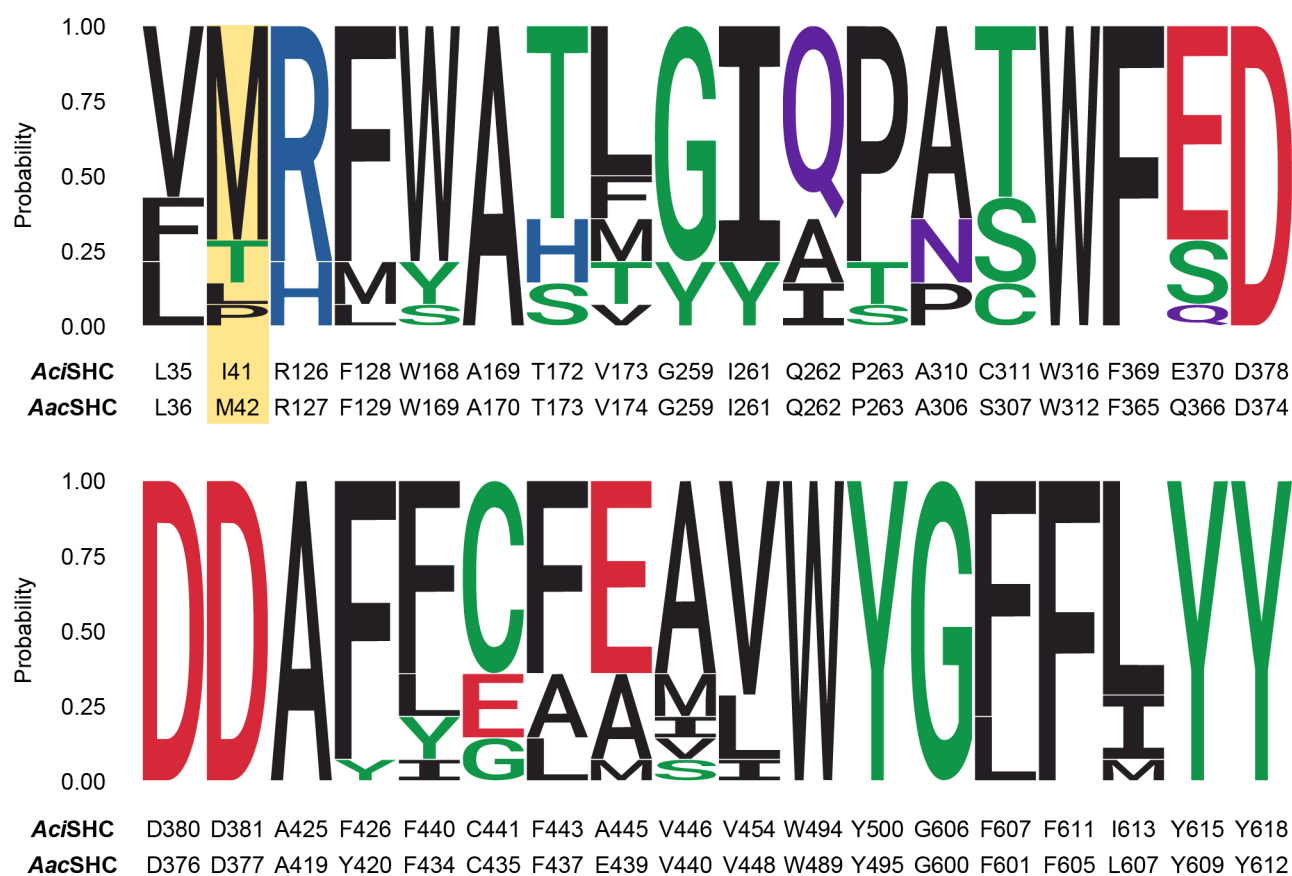 1.00
0.75
0.50
0.25
0.00
Probability
V M R F W A T L G I Q P A T W F E D
F T H M Y H F Y Y A T N S S
L L L S S M I S P C Q
P T
V
AciSHC L35 I41 R126 F128 W168 A169 T172 V173 G259 I261 Q262 P263 A310 C311 W316 F369 E370 D378
AacSHC L36 M42 R127 F129 W169 A170 T173 V174 G259 I261 Q262 P263 A306 S307 W312 F365 Q366 D374
1.00
0.75
0.50
0.25
0.00
Probability
D D A F F C F E A V W Y G F F L Y Y
Y L E A A M L L I
Y G L M I I M
I V
S
AciSHC D380 D381 A425 F426 F440 C441 F443 A445 V446 V454 W494 Y500 G606 F607 F611 I613 Y615 Y618
AacSHC D376 D377 A419 Y420 F434 C435 F437 E439 V440 V448 W489 Y495 G600 F601 F605 L607 Y609 Y612